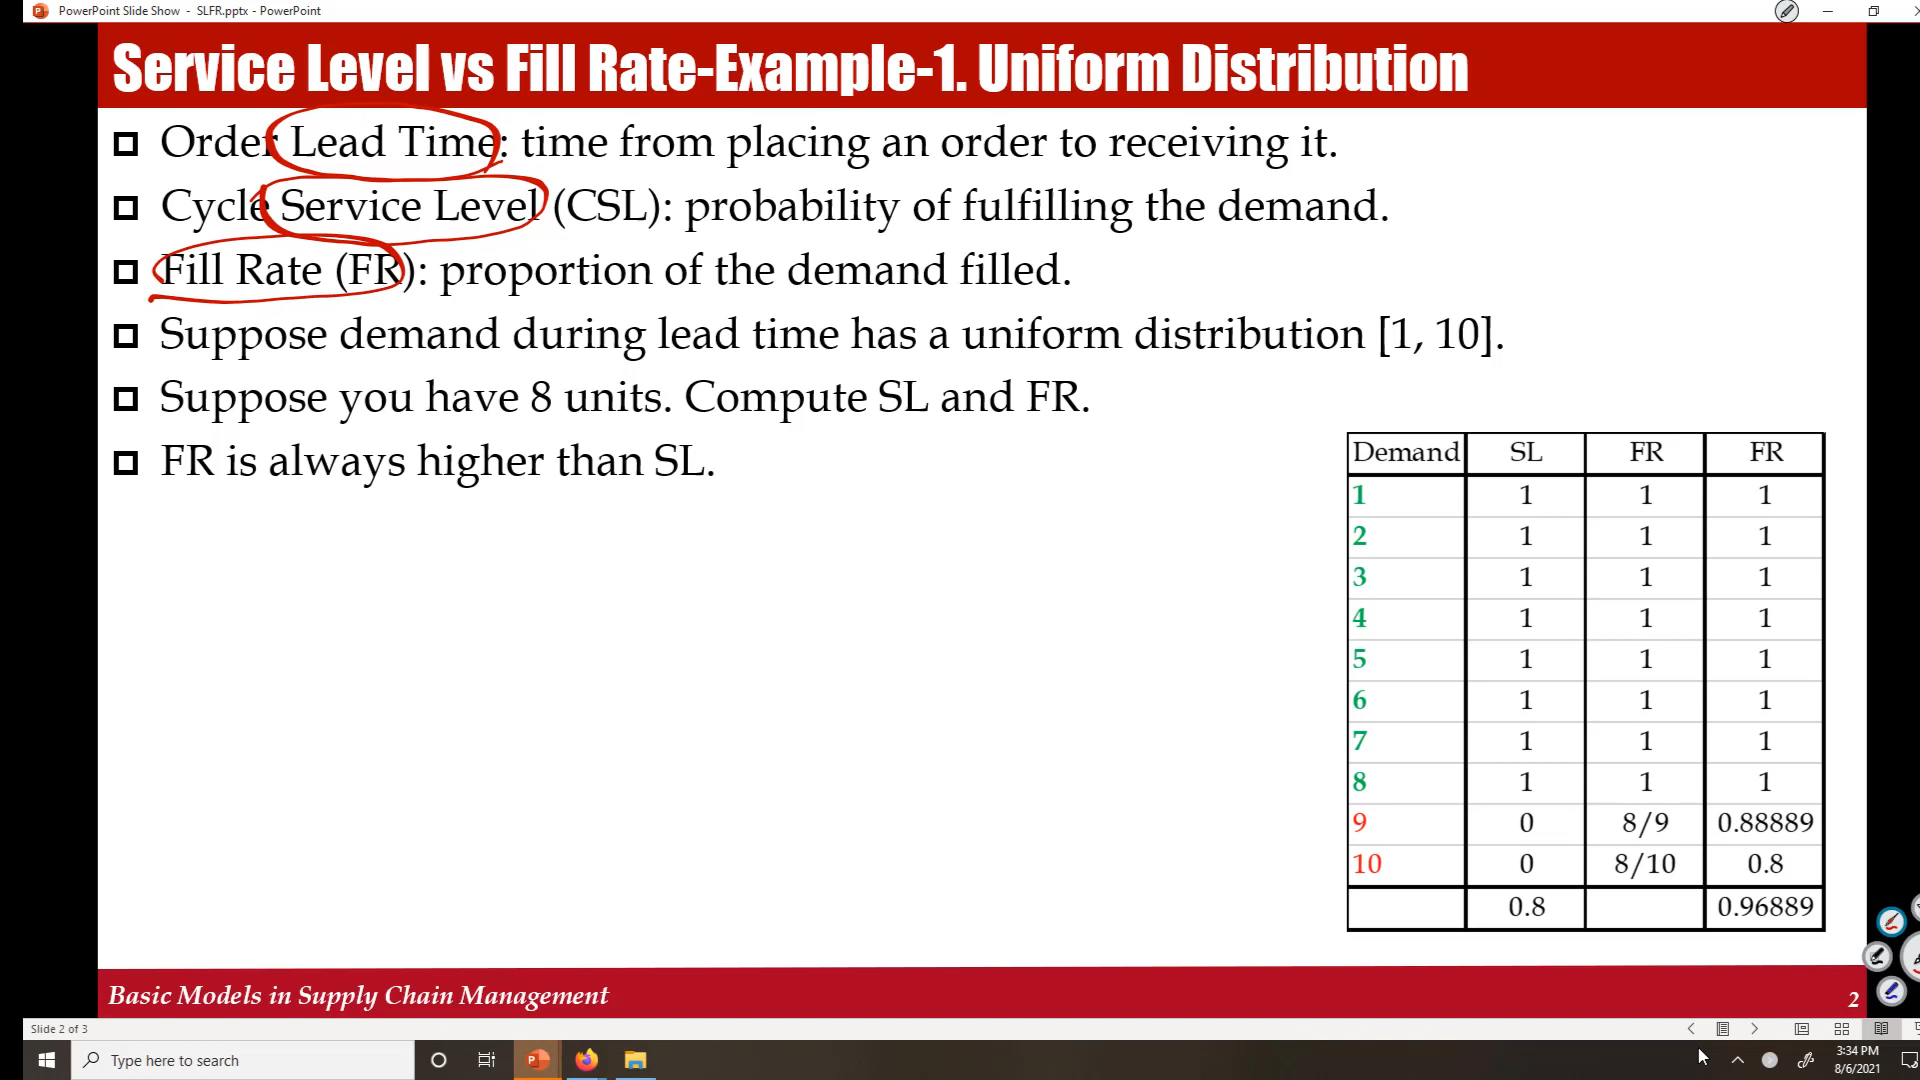 PowerPoint Slide Show - SLFR.pptx - PowerPoint
Service Level vs Fill Rate-Example-1. Uniform Distribution
Order Lead Time: time from placing an order to receiving it.
Cycle Service Level (CSL): probability of fulfilling the demand.
Fill Rate (FR): proportion of the demand filled.
Suppose demand during lead time has a uniform distribution [1, 10].
Suppose you have 8 units. Compute SL and FR.
FR is always higher than SL.
Demand SL FR FR
1 1 1 1
2 1 1 1
3 1 1 1
4 1 1 1
5 1 1 1
6 1 1 1
7 1 1 1
8 1 1 1
9 0 8/9 0.88889
10 0 8/10 0.8
0.8 0.96889
Basic Models in Supply Chain Management
2
Slide 2 of 3
Type here to search
3:34 PM
8/6/2021